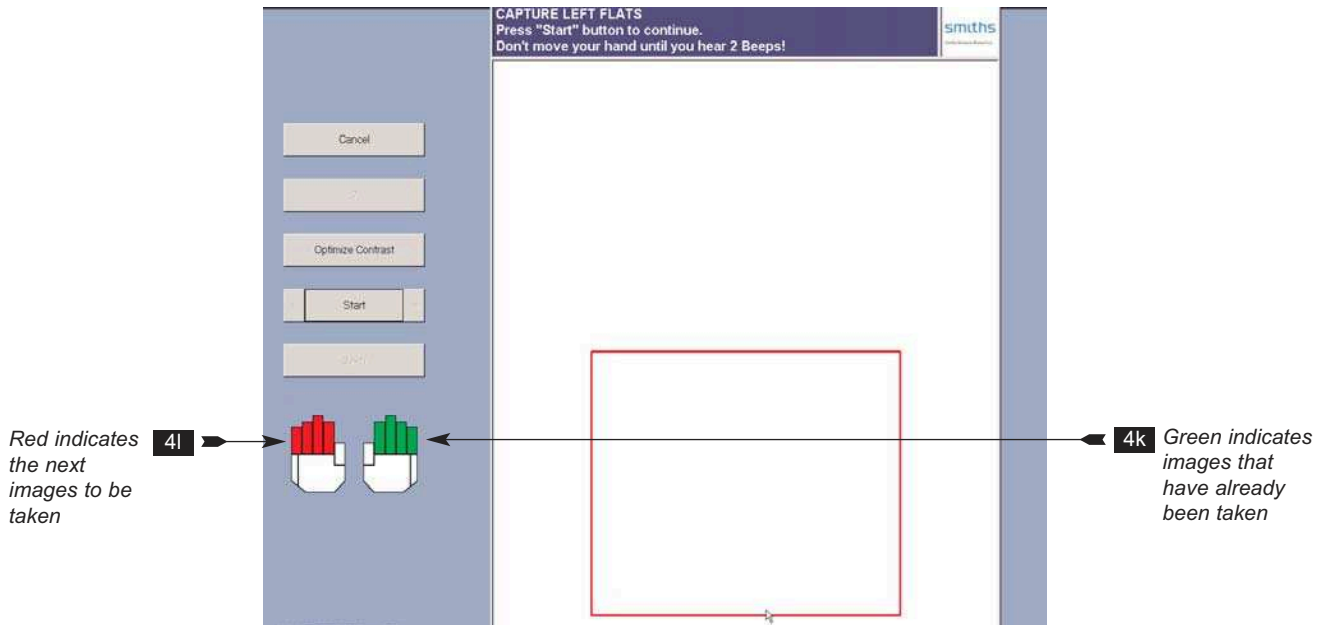 CAPTURE LEFT FLATS
Press "Start" button to continue.
Don't move your hand until you hear 2 Beeps!
smiths
Cancel
Optimize Contrast
Start
Red indicates
the next
images to be
taken
4l
4k
Green indicates
images that
have already
been taken